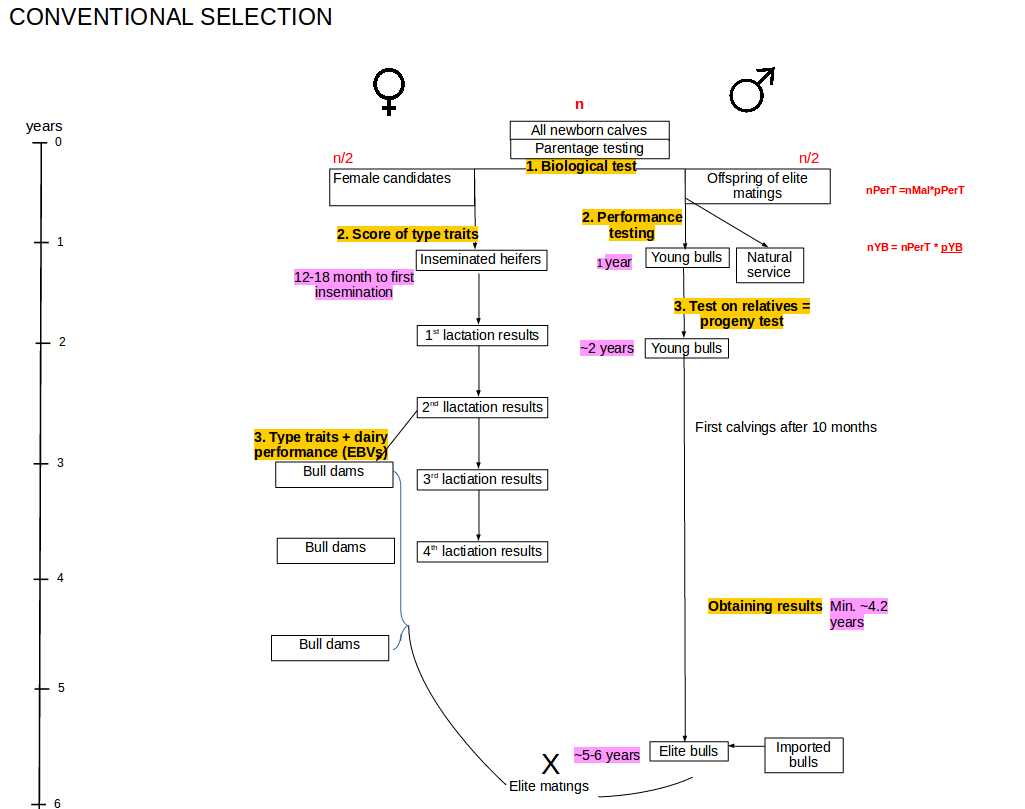 CONVENTIONAL SELECTION
n
years
0
All newborn calves
Parentage testing
n/2
n/2
1. Biological test
Female candidates
Offspring of elite
matings
nPerT =nMal*pPerT
2. Score of type traits
2. Performance
testing
1
nYB = nPerT * pYB
Inseminated heifers
1 year
Young bulls
Natural
service
12-18 month to first
insemination
3. Test on relatives =
progeny test
1st lactation results
2
~2 years
Young bulls
2nd llactation results
First calvings after 10 months
3. Type traits + dairy
performance (EBVs)
3
Bull dams
3rd lactiation results
Bull dams
4th lactiation results
4
Obtaining results
Min. ~4.2
years
Bull dams
5
~5-6 years
Elite bulls
Imported
bulls
X
Elite matings
6